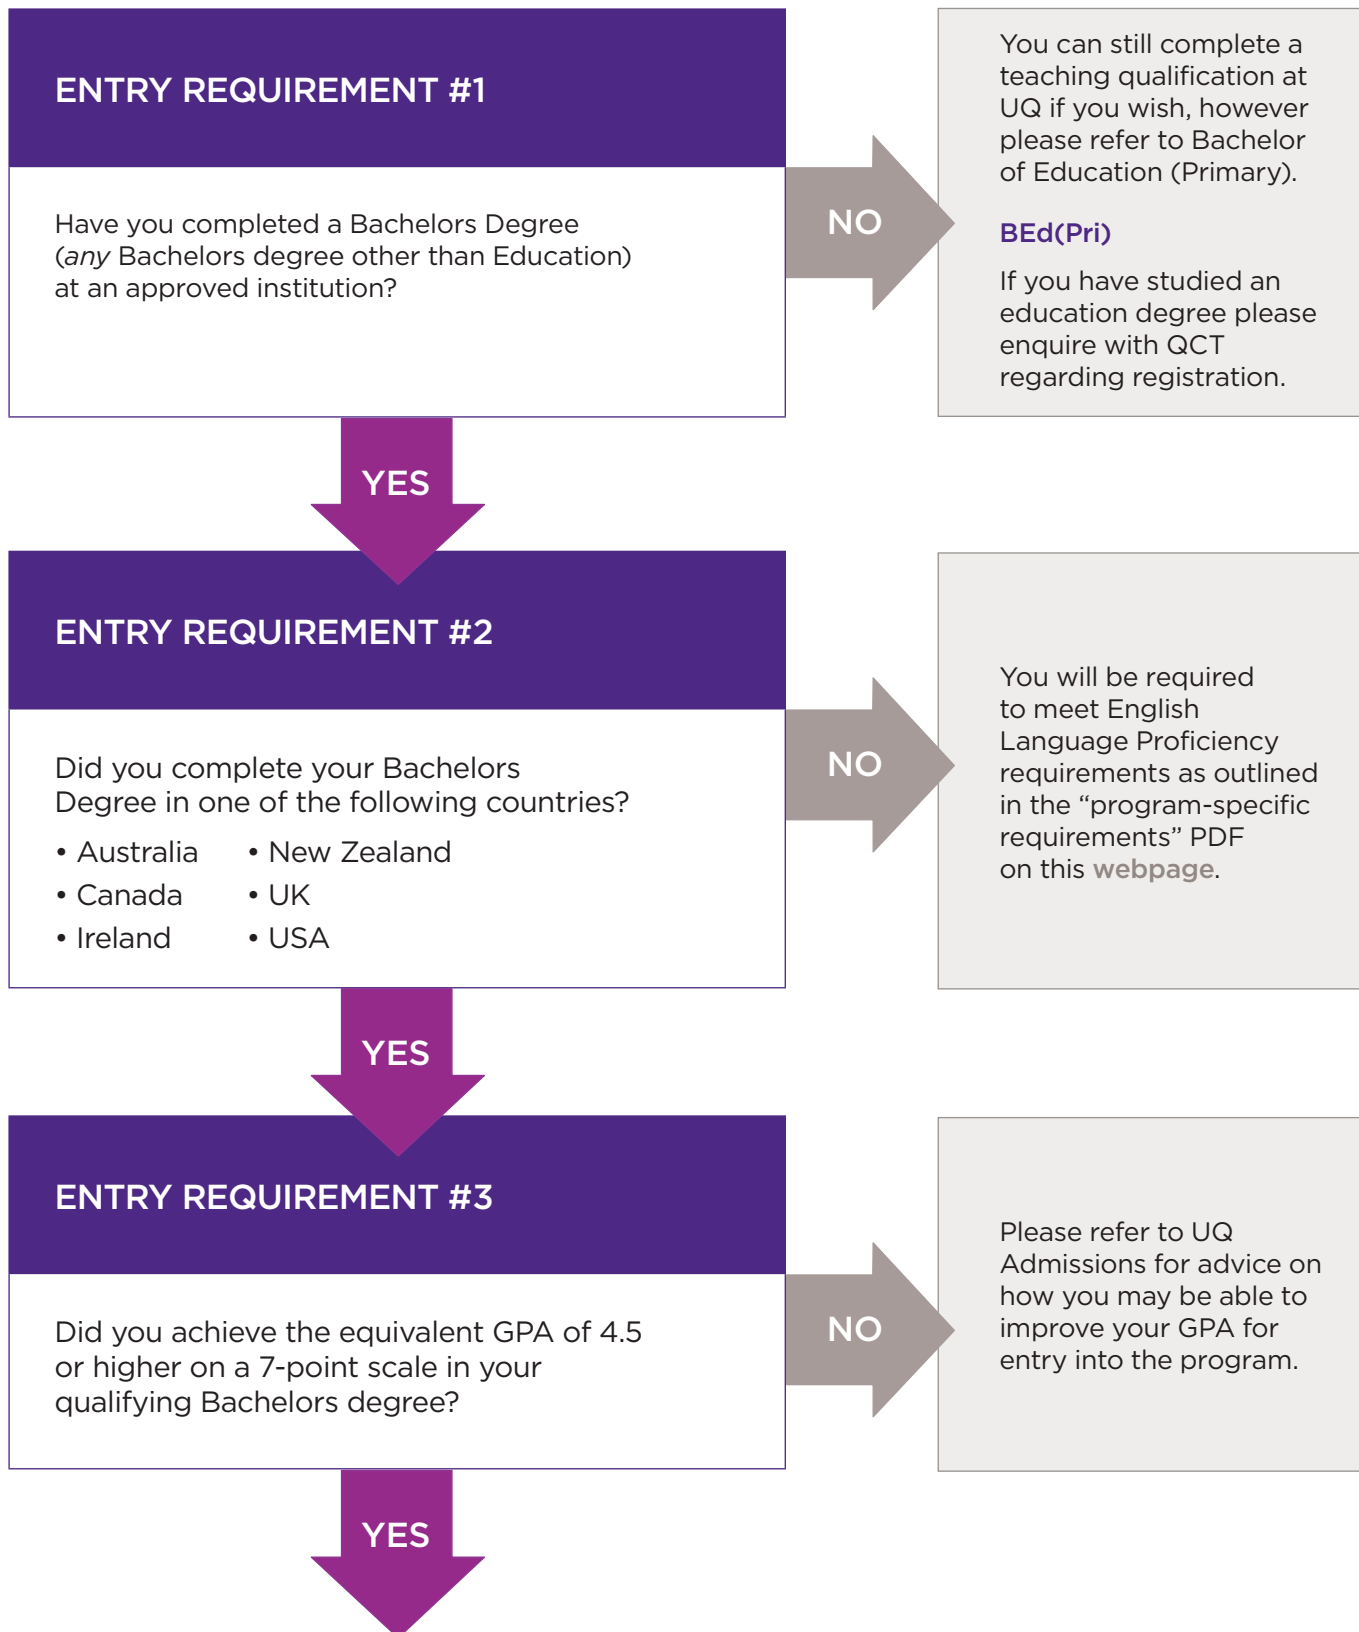 ENTRY REQUIREMENT #1
Have you completed a Bachelors Degree
(any Bachelors degree other than Education)
at an approved institution?
NO
You can still complete a
teaching qualification at
UQ if you wish, however
please refer to Bachelor
of Education (Primary).
BEd(Pri)
If you have studied an
education degree please
enquire with QCT
regarding registration.
YES
ENTRY REQUIREMENT #2
Did you complete your Bachelors
Degree in one of the following countries?
• Australia • New Zealand
• Canada • UK
• Ireland • USA
NO
You will be required
to meet English
Language Proficiency
requirements as outlined
in the “program-specific
requirements” PDF
on this webpage.
YES
ENTRY REQUIREMENT #3
Did you achieve the equivalent GPA of 4.5
or higher on a 7-point scale in your
qualifying Bachelors degree?
NO
Please refer to UQ
Admissions for advice on
how you may be able to
improve your GPA for
entry into the program.
YES